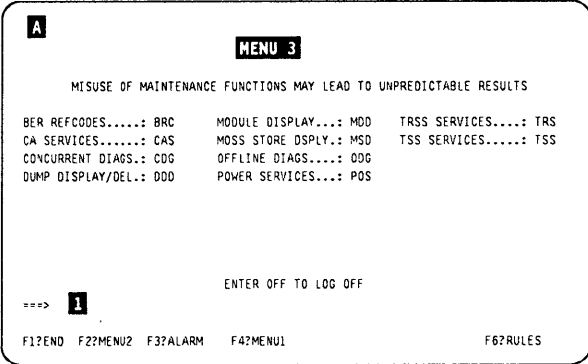 A
MENU 3
MISUSE OF MAINTENANCE FUNCTIONS MAY LEAD TO UNPREDICTABLE RESULTS
BER REFCODES.....: BRC MODULE DISPLAY...: MDD TRSS SERVICES....: TRS
CA SERVICES......: CAS MOSS STORE DSPLY.: MSD TSS SERVICES.....: TSS
CONCURRENT DIAGS.: CDG OFFLINE DIAGS....: ODG
DUMP DISPLAY/DEL.: DDD POWER SERVICES...: POS
ENTER OFF TO LOG OFF
===> 1
F1?END F2?MENU2 F3?ALARM F4?MENU1 F6?RULES